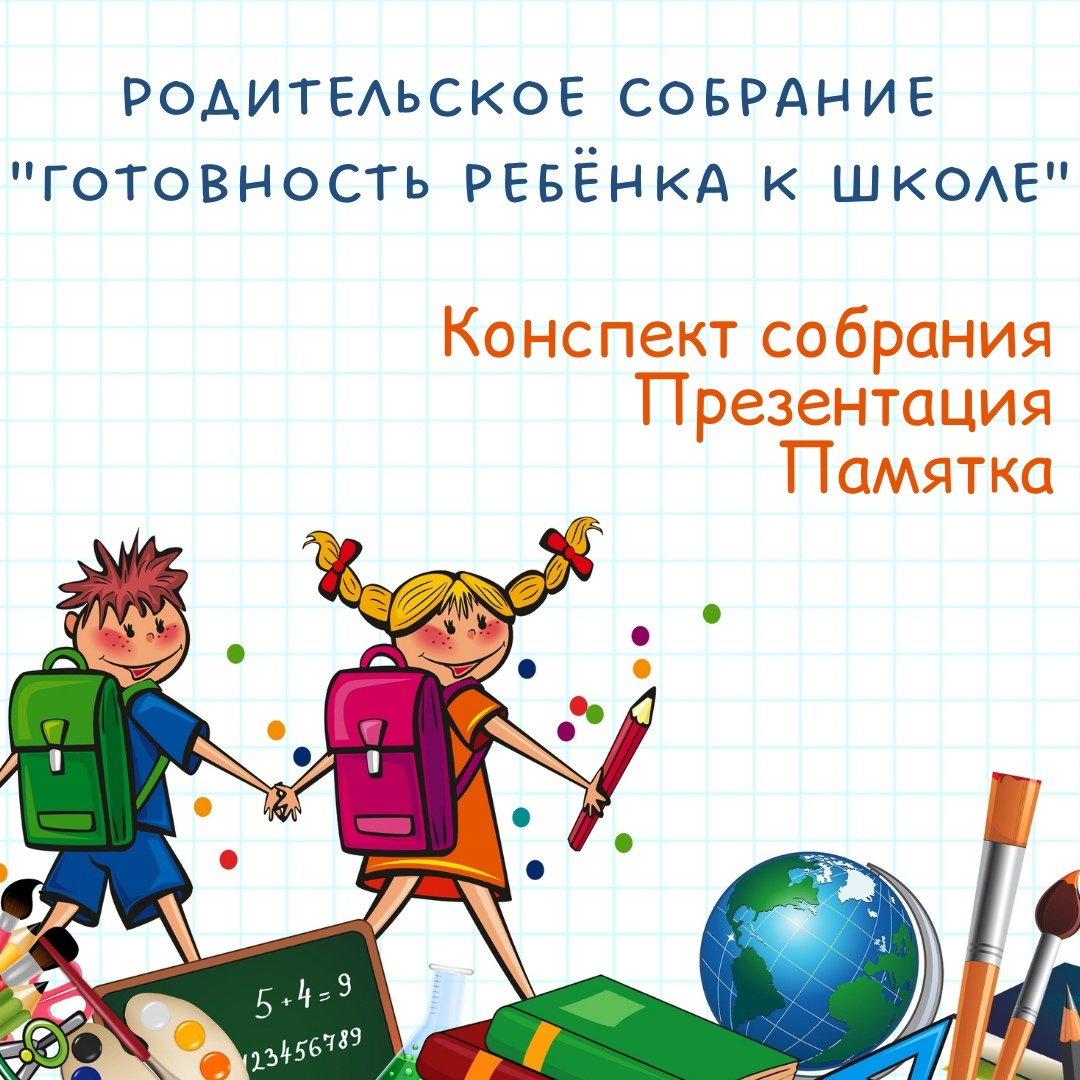 РОДИТЕЛЬСКОЕ СОБРАНИЕ
"ГОТОВНОСТЬ РЕБЁНКА К ШКОЛЕ"
Конспект собрания
Презентация
Памятка
5+4=9
123456789